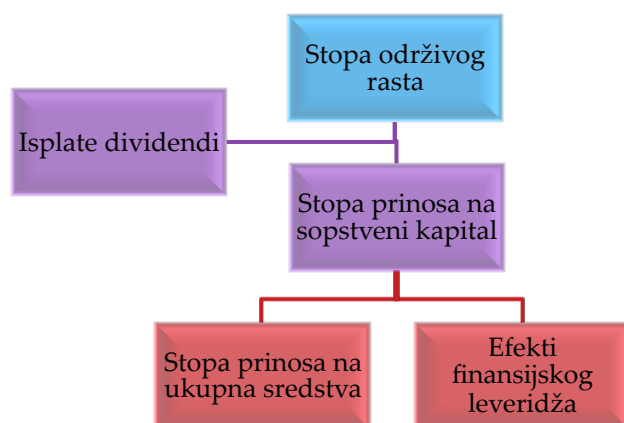 Stopa održivog
rasta
Isplate dividendi
Stopa prinosa na
sopstveni kapital
Stopa prinosa na
ukupna sredstva
Efekti
finansijskog
leveridža